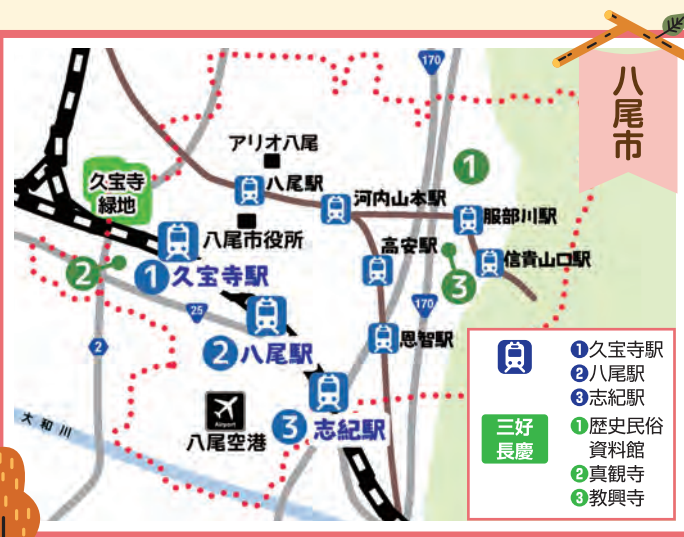 八尾市
170
アリオ八尾
八尾駅
久宝寺
緑地
河内山本駅
1
服部川駅
八尾市役所
高安駅
信貴山口駅
2
1 久宝寺駅
3
25
170
2
2 八尾駅
恩智駅
Airport
八尾空港
3 志紀駅
大和川
1 久宝寺駅
2 八尾駅
3 志紀駅
三好
長慶
1 歴史民俗
資料館
2 真観寺
3 教興寺